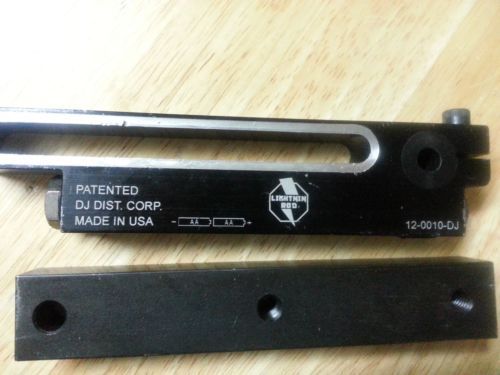 PATENTED
DJ DIST. CORP.
MADE IN USA
- AA AA +
LIGHTNIN
ROD
12-0010-DJ